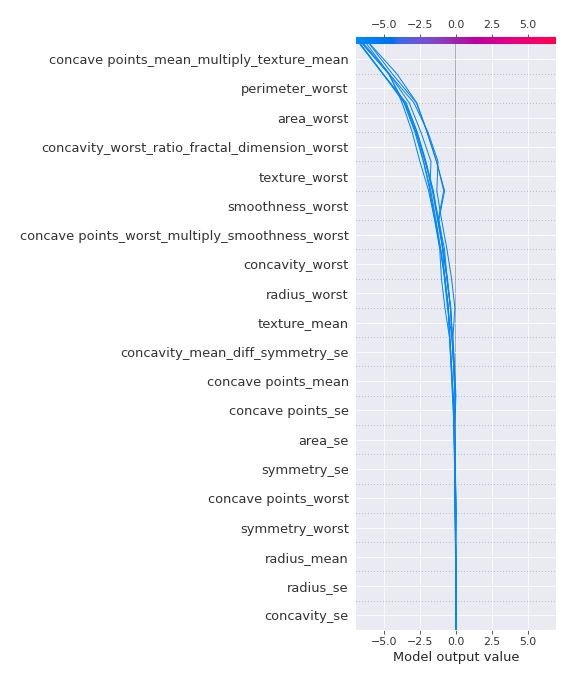 −5.0 −2.5 0.0 2.5 5.0
concave points_mean_multiply_texture_mean
perimeter_worst
area_worst
concavity_worst_ratio_fractal_dimension_worst
texture_worst
smoothness_worst
concave points_worst_multiply_smoothness_worst
concavity_worst
radius_worst
texture_mean
concavity_mean_diff_symmetry_se
concave points_mean
concave points_se
area_se
symmetry_se
concave points_worst
symmetry_worst
radius_mean
radius_se
concavity_se
−5.0 −2.5 0.0 2.5 5.0
Model output value